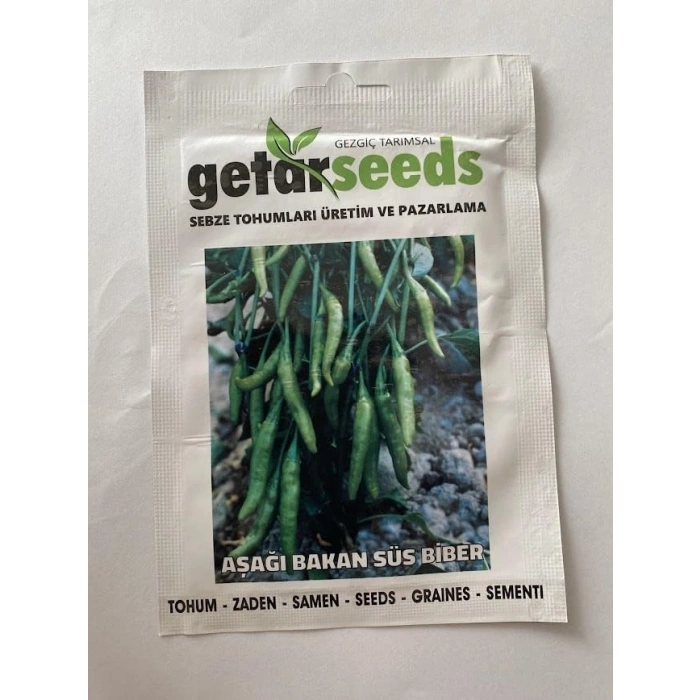 GEZGİÇ TARIMSAL
getarseeds
SEBZE TOHUMLARI ÜRETİM VE PAZARLAMA
AŞAĞI BAKAN SÜS BİBER
TOHUM - ZADEN - SAMEN - SEEDS - GRAINES - SEMENTI